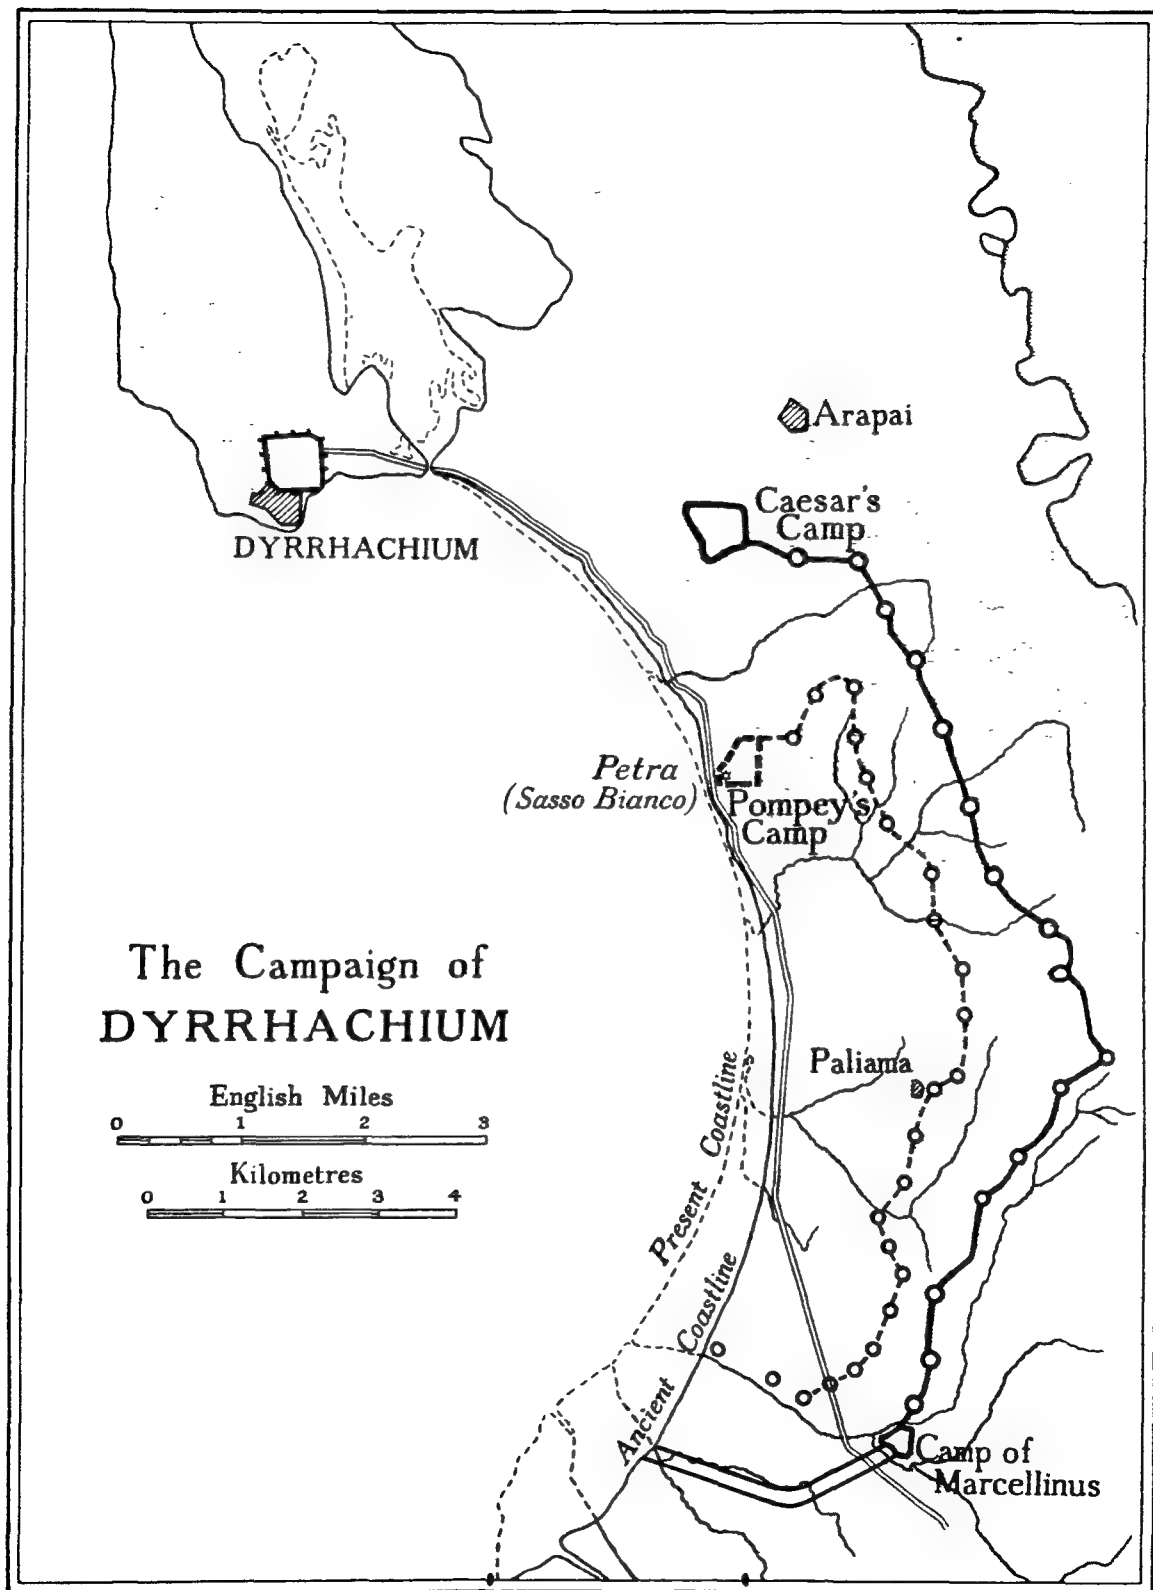 Arapai
Caesar's
Camp
DYRRHACHIUM
Petra
(Sasso Bianco)
Pompey's
Camp
The Campaign of
DYRRHACHIUM
English Miles
0 1 2 3
Kilometres
0 1 2 3 4
Paliama
Present Coastline
Ancient Coastline
Camp of
Marcellinus